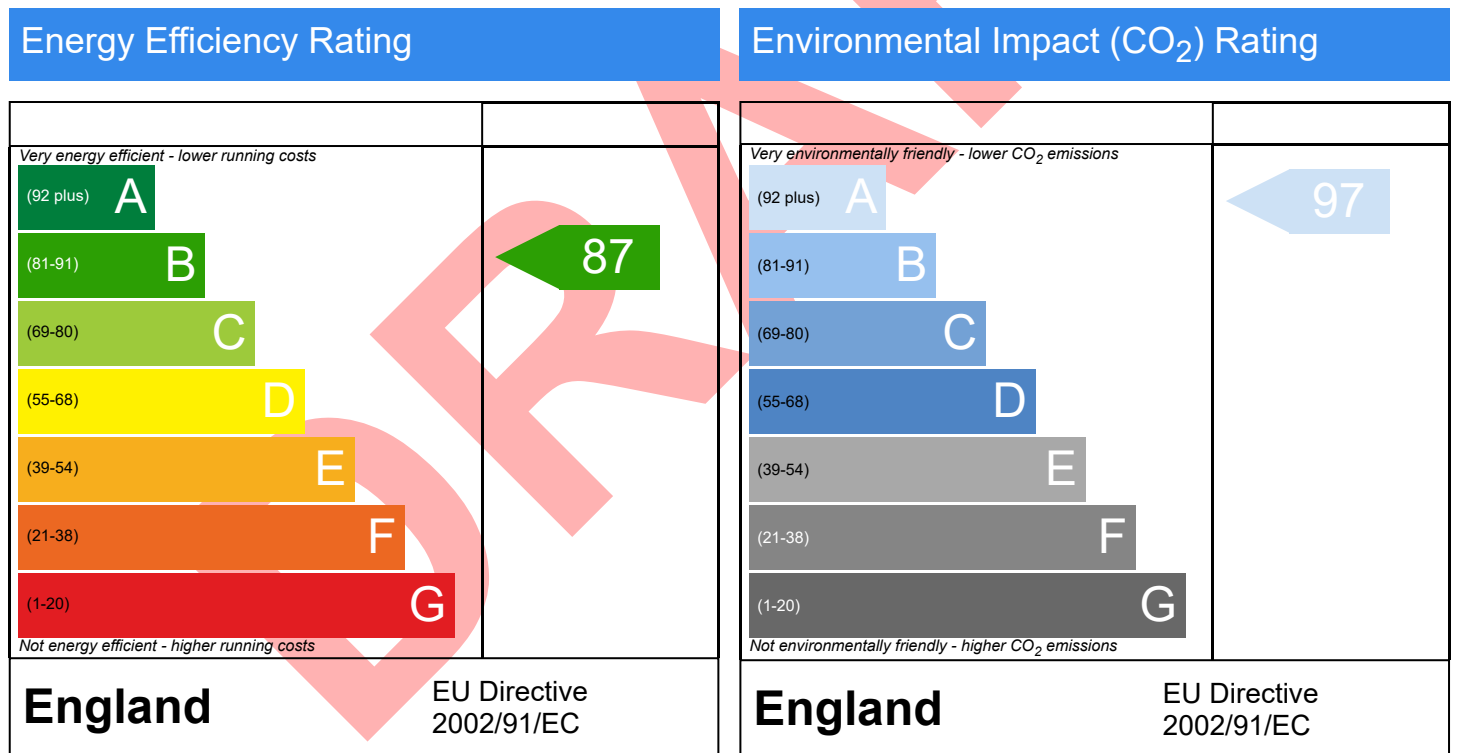 Energy Efficiency Rating
Very energy efficient - lower running costs
(92 plus) A
(81-91) B
(69-80) C
(55-68) D
(39-54) E
(21-38) F
(1-20) G
Not energy efficient - higher running costs
87
England
EU Directive
2002/91/EC
Environmental Impact (CO₂) Rating
Very environmentally friendly - lower CO₂ emissions
(92 plus) A
(81-91) B
(69-80) C
(55-68) D
(39-54) E
(21-38) F
(1-20) G
Not environmentally friendly - higher CO₂ emissions
97
England
EU Directive
2002/91/EC